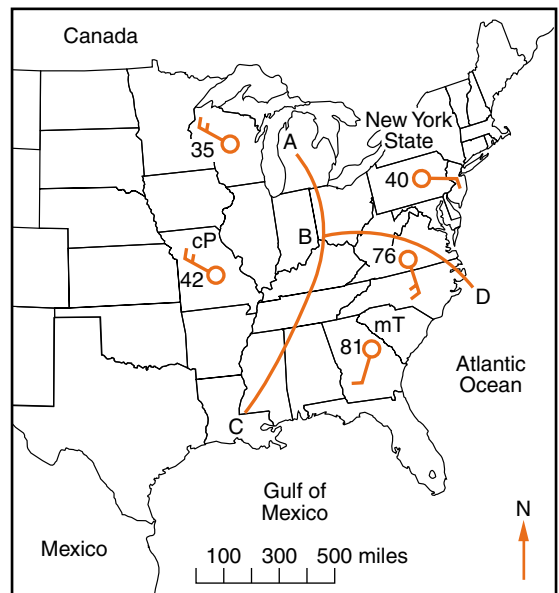 Canada
New York
State
A
35
40
B
cP
42
76
D
mT
81
Atlantic
Ocean
C
Gulf of
Mexico
N
Mexico
100 300 500 miles